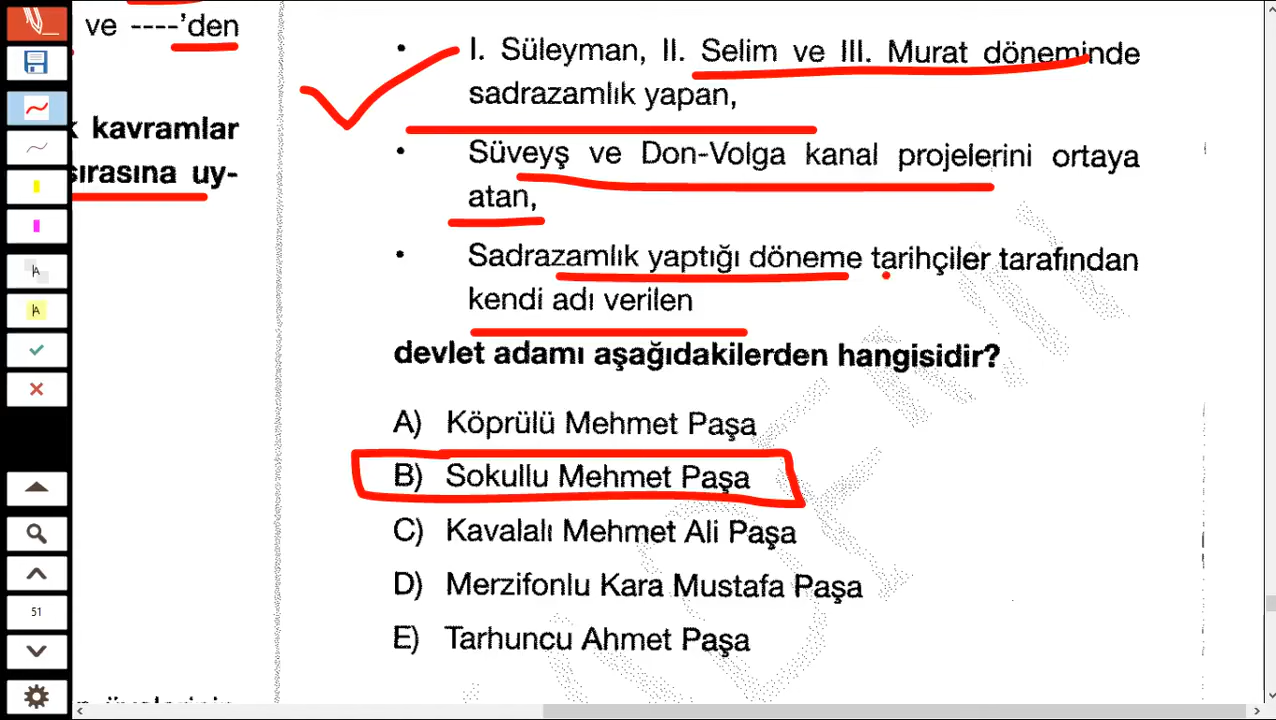 ve ----'den
kavramlar
sırasına uy-
• I. Süleyman, II. Selim ve III. Murat döneminde
sadrazamlık yapan,
• Süveyş ve Don-Volga kanal projelerini ortaya
atan,
• Sadrazamlık yaptığı döneme tarihçiler tarafından
kendi adı verilen
devlet adamı aşağıdakilerden hangisidir?
A) Köprülü Mehmet Paşa
B) Sokullu Mehmet Paşa
C) Kavalalı Mehmet Ali Paşa
D) Merzifonlu Kara Mustafa Paşa
E) Tarhuncu Ahmet Paşa
51